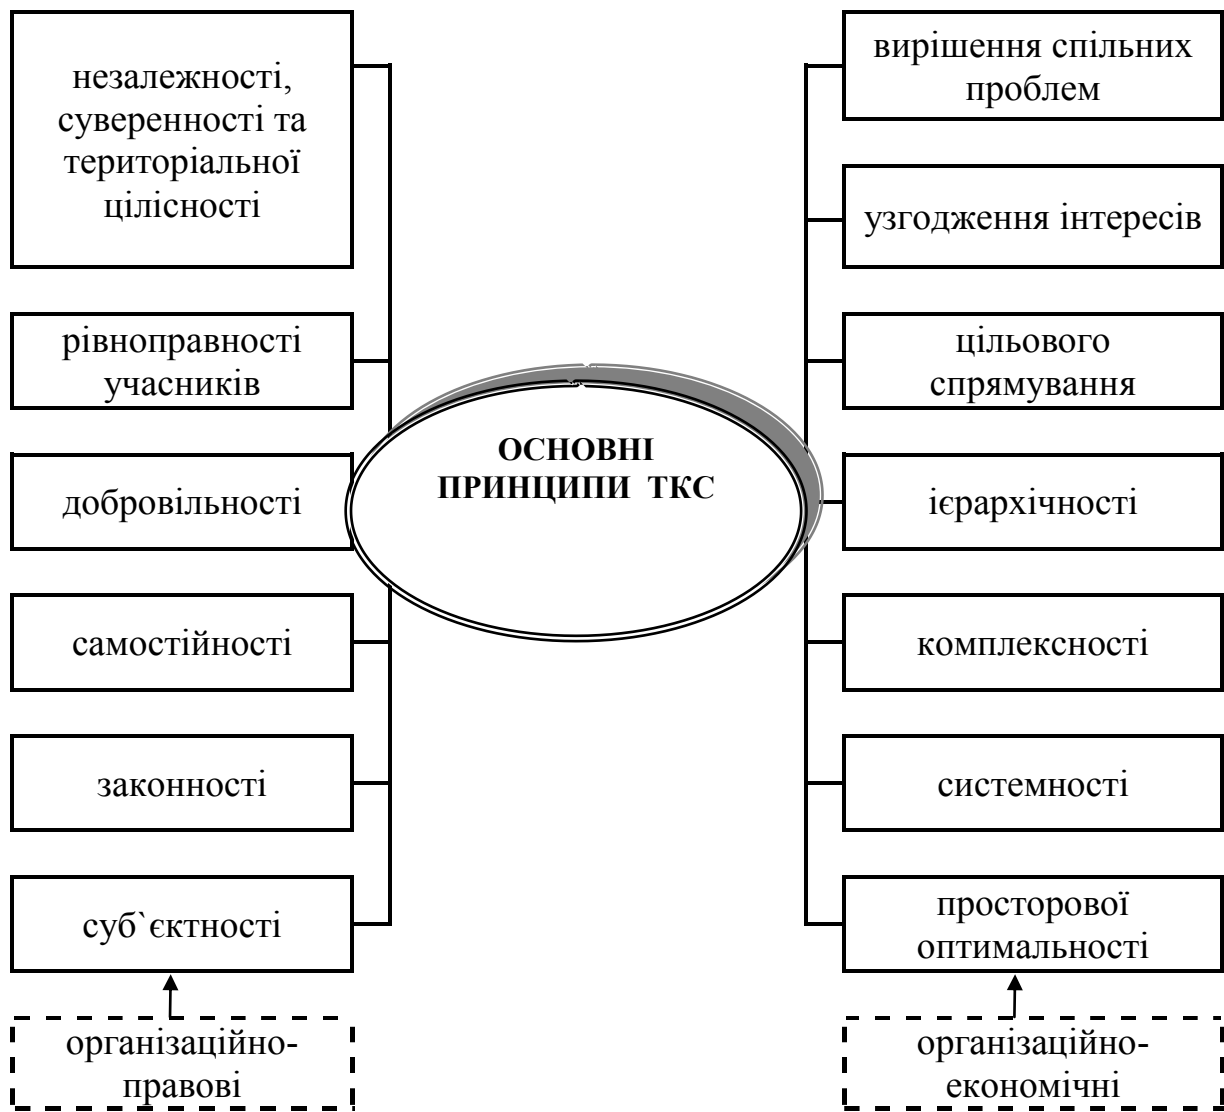 незалежності,
суверенності та
територіальної
цілісності
рівноправності
учасників
добровільності
самостійності
законності
суб`єктності
організаційно-
правові
ОСНОВНІ
ПРИНЦИПИ ТКС
вирішення спільних
проблем
узгодження інтересів
цільового
спрямування
ієрархічності
комплексності
системності
просторової
оптимальності
організаційно-
економічні